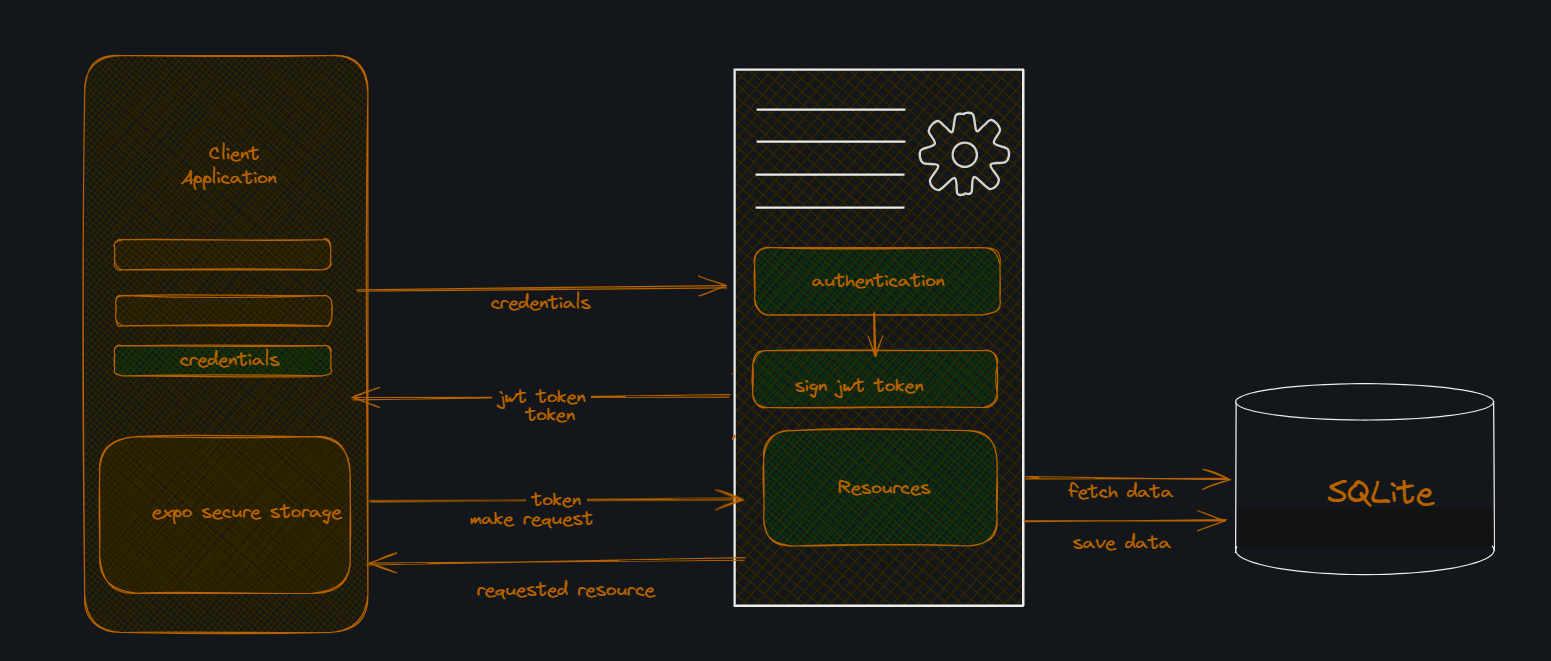 Client
Application
credentials
expo secure storage
credentials
jwt token
token
token
make request
requested resource
authentication
sign jwt token
Resources
fetch data
save data
SQLite